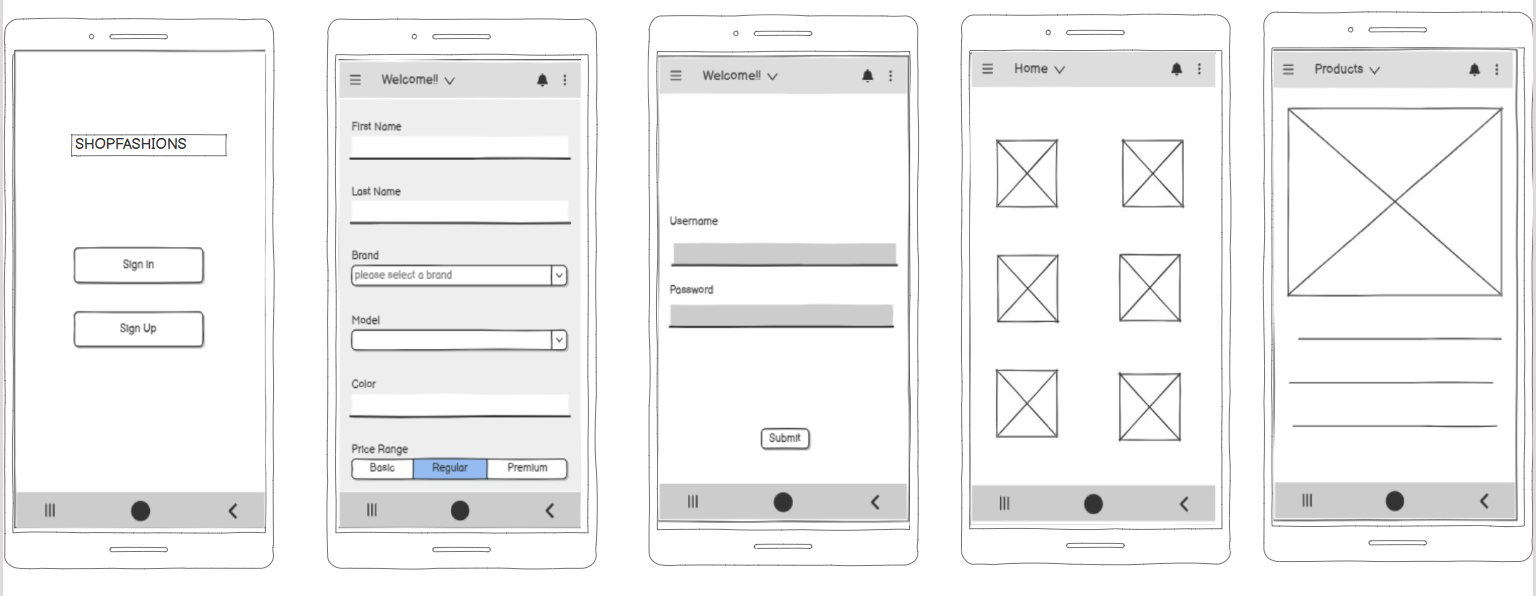 SHOPFASHIONS
Sign in
Sign Up
Welcome!!
First Name
Last Name
Brand
please select a brand
Model
Color
Price Range
Basic Regular Premium
Welcome!!
Username
Password
Submit
Home
Products